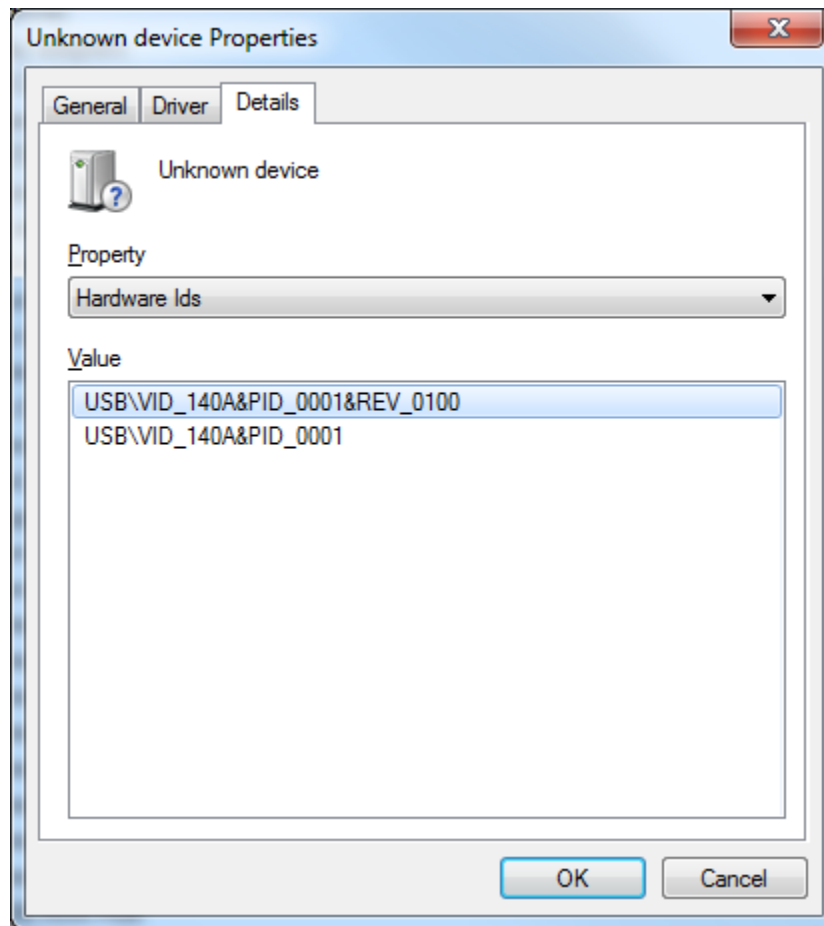 Unknown device Properties
General Driver Details
Unknown device
Property
Hardware Ids
Value
USB\VID_140A&PID_0001&REV_0100
USB\VID_140A&PID_0001
OK Cancel